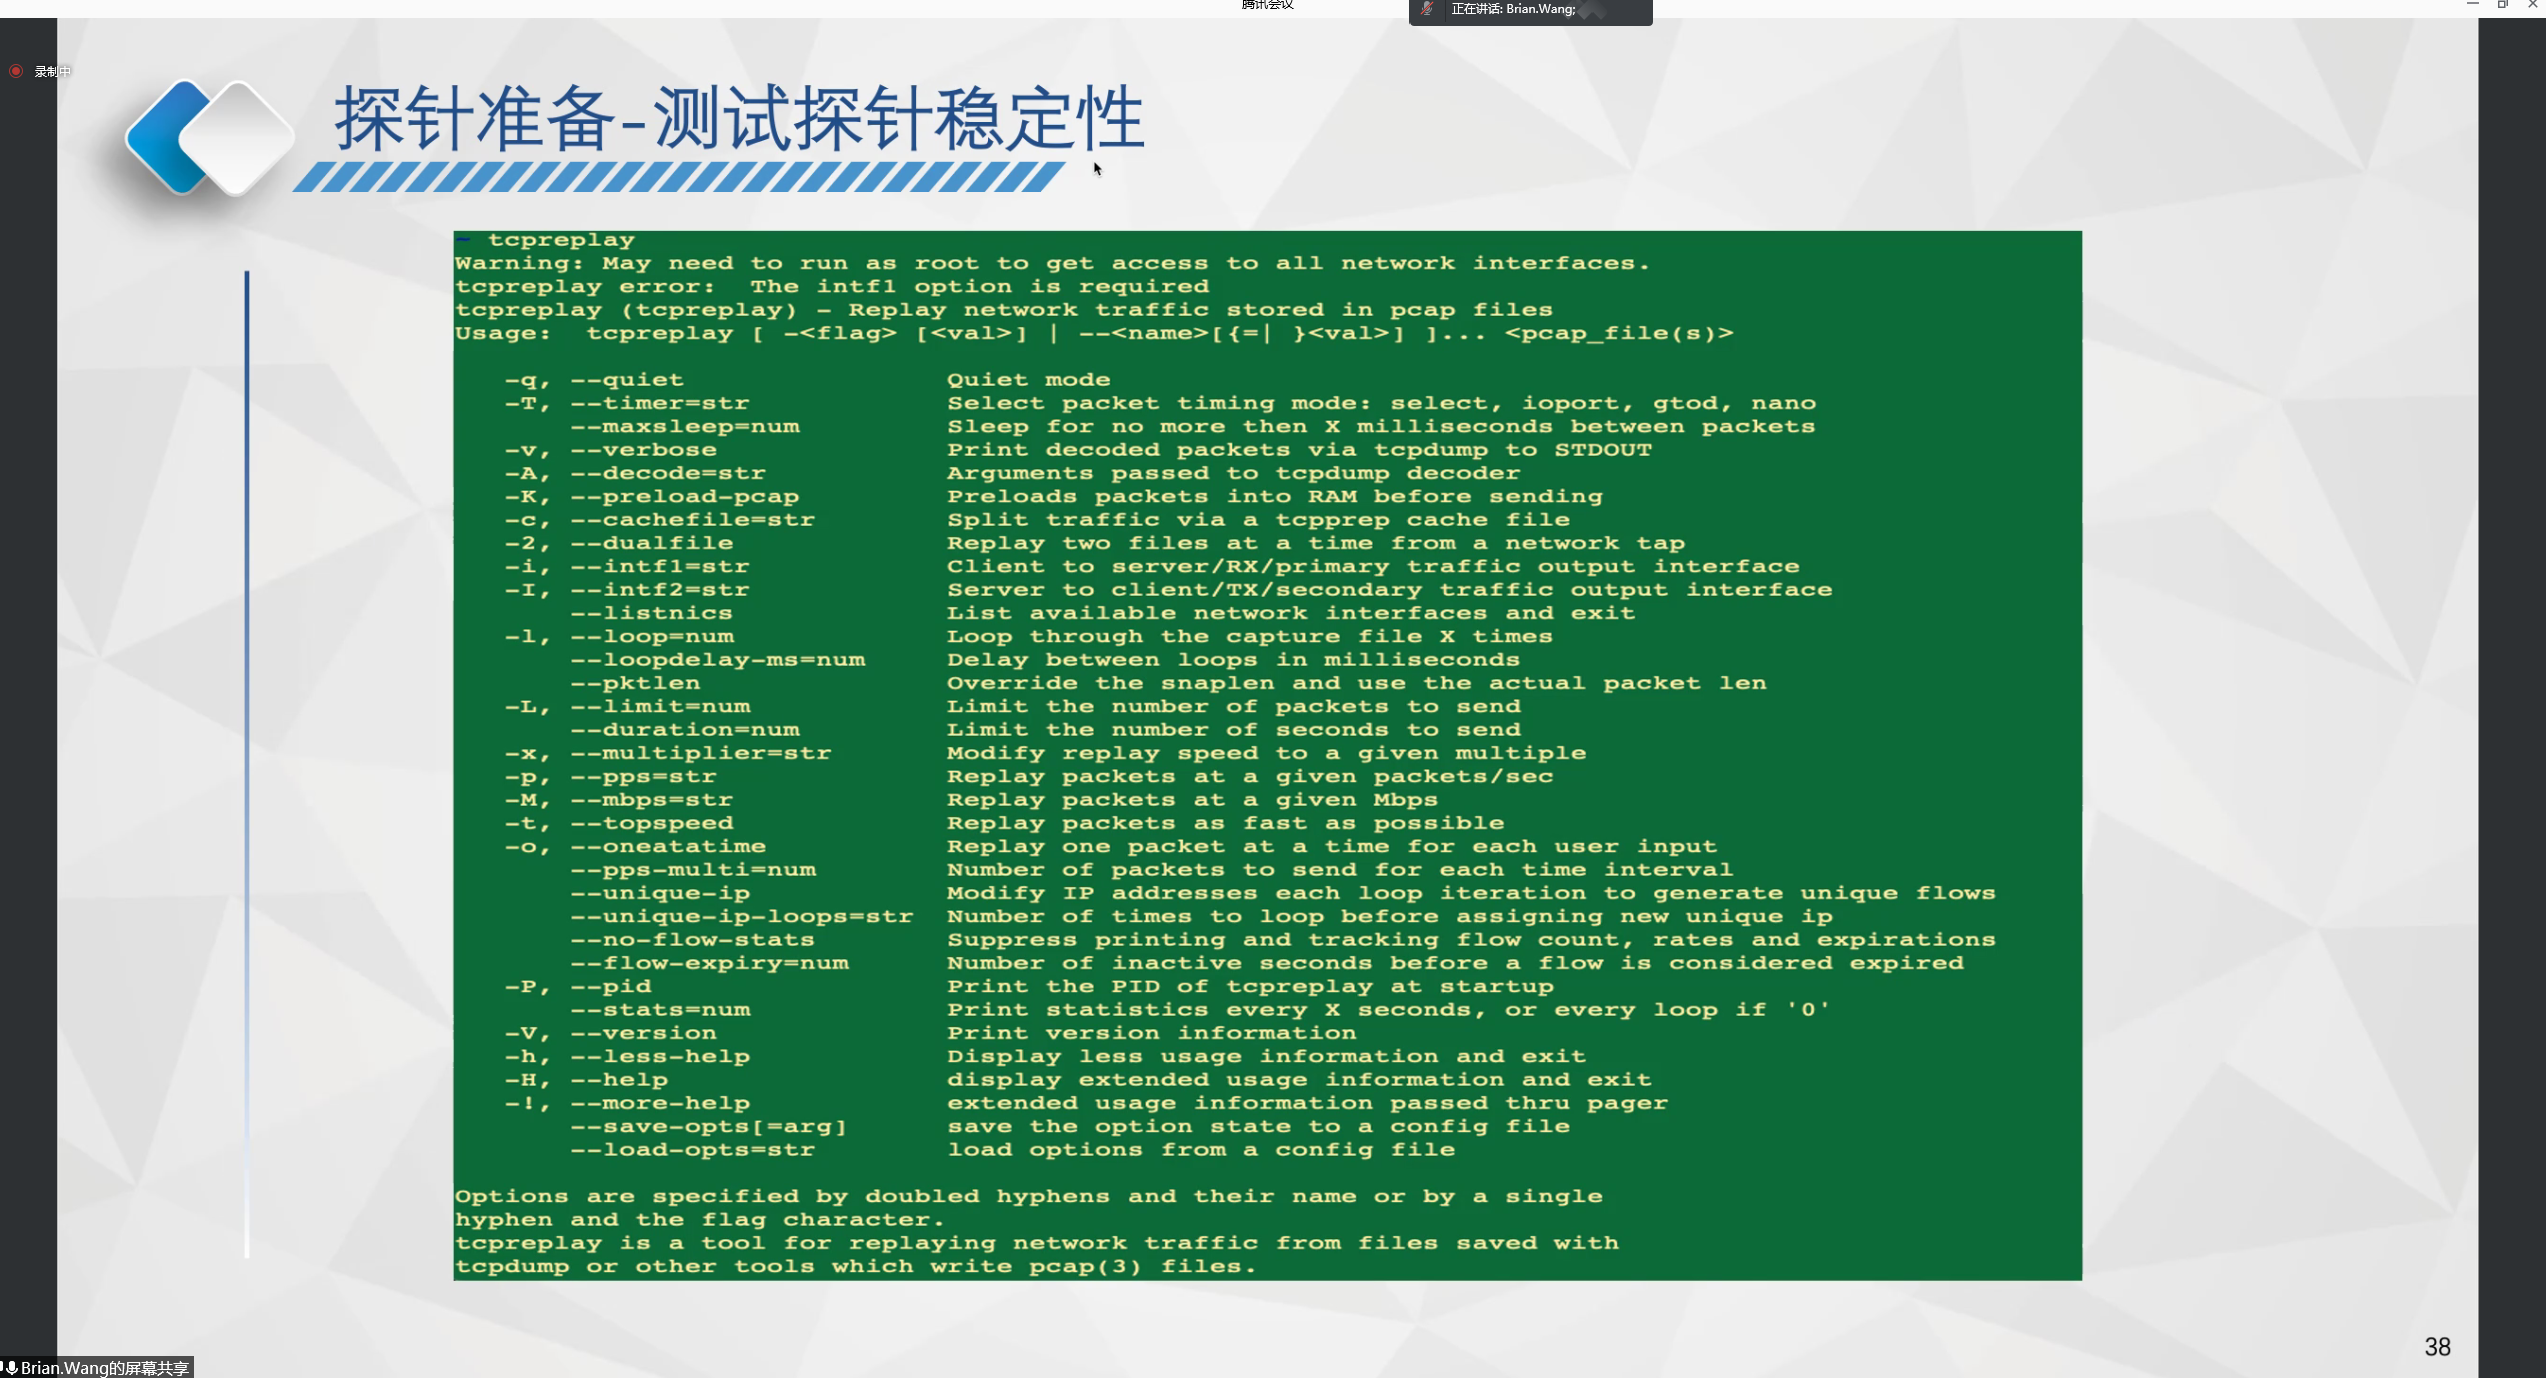 腾讯会议
正在讲话: Brian.Wang;
录制中
探针准备-测试探针稳定性
~ tcpreplay
Warning: May need to run as root to get access to all network interfaces.
tcpreplay error:  The intf1 option is required
tcpreplay (tcpreplay) - Replay network traffic stored in pcap files
Usage:  tcpreplay [ -<flag> [<val>] | --<name>[{=| }<val>] ]... <pcap_file(s)>
-q, --quiet Quiet mode
-T, --timer=str Select packet timing mode: select, ioport, gtod, nano
--maxsleep=num Sleep for no more then X milliseconds between packets
-v, --verbose Print decoded packets via tcpdump to STDOUT
-A, --decode=str Arguments passed to tcpdump decoder
-K, --preload-pcap Preloads packets into RAM before sending
-c, --cachefile=str Split traffic via a tcpprep cache file
-2, --dualfile Replay two files at a time from a network tap
-i, --intf1=str Client to server/RX/primary traffic output interface
-I, --intf2=str Server to client/TX/secondary traffic output interface
--listnics List available network interfaces and exit
-l, --loop=num Loop through the capture file X times
--loopdelay-ms=num Delay between loops in milliseconds
--pktlen Override the snaplen and use the actual packet len
-L, --limit=num Limit the number of packets to send
--duration=num Limit the number of seconds to send
-x, --multiplier=str Modify replay speed to a given multiple
-p, --pps=str Replay packets at a given packets/sec
-M, --mbps=str Replay packets at a given Mbps
-t, --topspeed Replay packets as fast as possible
-o, --oneatatime Replay one packet at a time for each user input
--pps-multi=num Number of packets to send for each time interval
--unique-ip Modify IP addresses each loop iteration to generate unique flows
--unique-ip-loops=str Number of times to loop before assigning new unique ip
--no-flow-stats Suppress printing and tracking flow count, rates and expirations
--flow-expiry=num Number of inactive seconds before a flow is considered expired
-P, --pid Print the PID of tcpreplay at startup
--stats=num Print statistics every X seconds, or every loop if '0'
-V, --version Print version information
-h, --less-help Display less usage information and exit
-H, --help display extended usage information and exit
-!, --more-help extended usage information passed thru pager
--save-opts[=arg] save the option state to a config file
--load-opts=str load options from a config file
Options are specified by doubled hyphens and their name or by a single
hyphen and the flag character.
tcpreplay is a tool for replaying network traffic from files saved with
tcpdump or other tools which write pcap(3) files.
38
Brian.Wang的屏幕共享